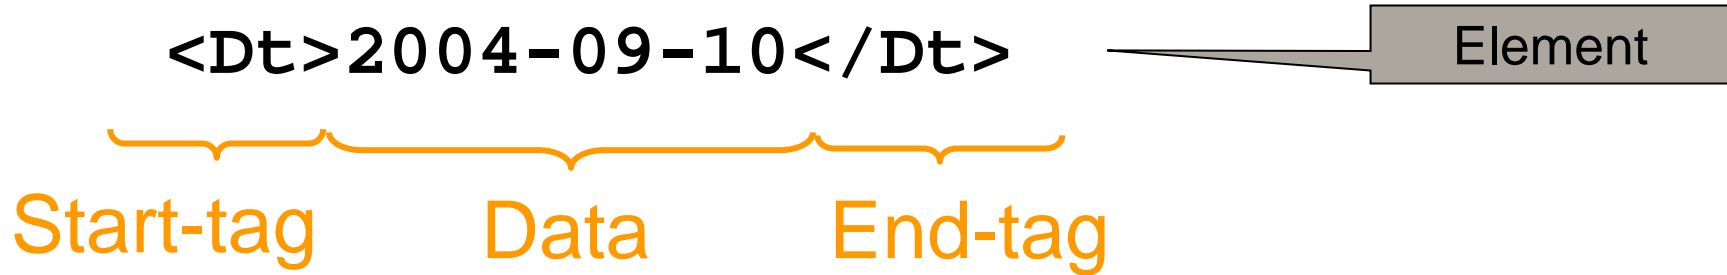 <Dt>2004-09-10</Dt>
Element
Start-tag
Data
End-tag